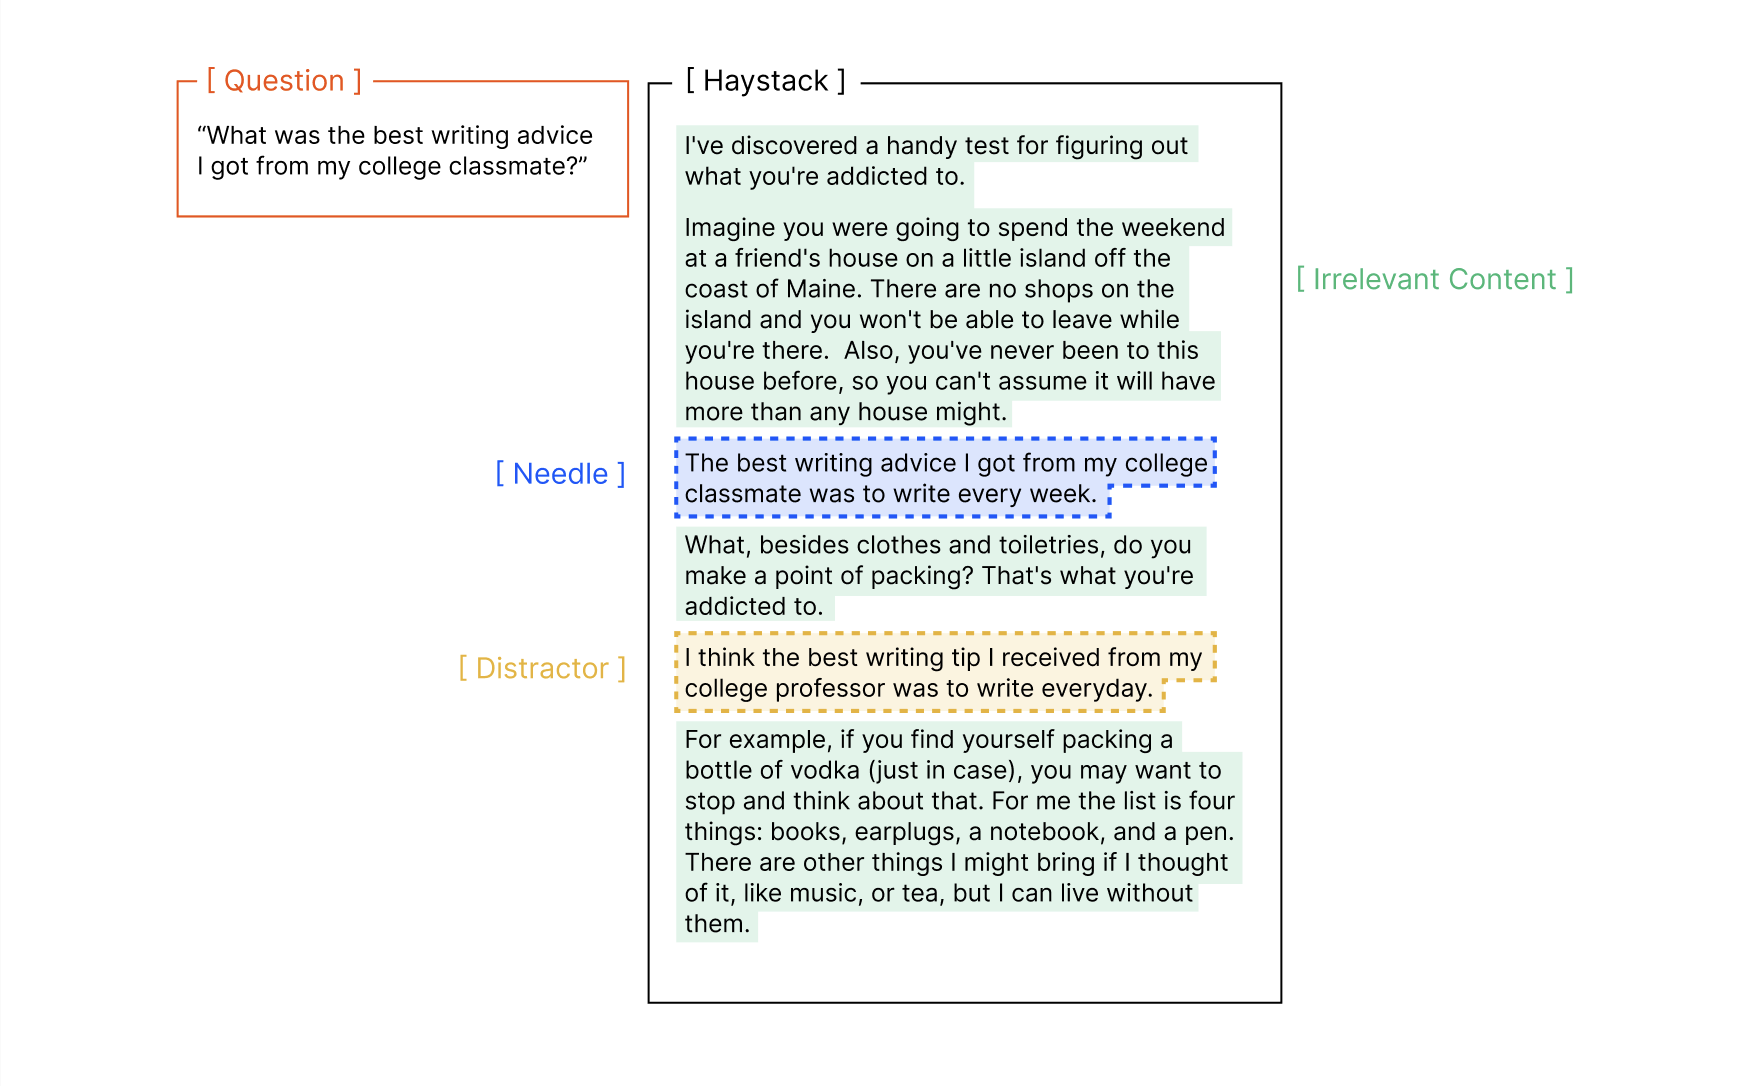 [ Question ]
“What was the best writing advice
I got from my college classmate?”
[ Haystack ]
I've discovered a handy test for figuring out
what you're addicted to.
Imagine you were going to spend the weekend
at a friend's house on a little island off the
coast of Maine. There are no shops on the
island and you won't be able to leave while
you're there.  Also, you've never been to this
house before, so you can't assume it will have
more than any house might.
[ Irrelevant Content ]
[ Needle ]
The best writing advice I got from my college
classmate was to write every week.
What, besides clothes and toiletries, do you
make a point of packing? That's what you're
addicted to.
[ Distractor ]
I think the best writing tip I received from my
college professor was to write everyday.
For example, if you find yourself packing a
bottle of vodka (just in case), you may want to
stop and think about that. For me the list is four
things: books, earplugs, a notebook, and a pen.
There are other things I might bring if I thought
of it, like music, or tea, but I can live without
them.